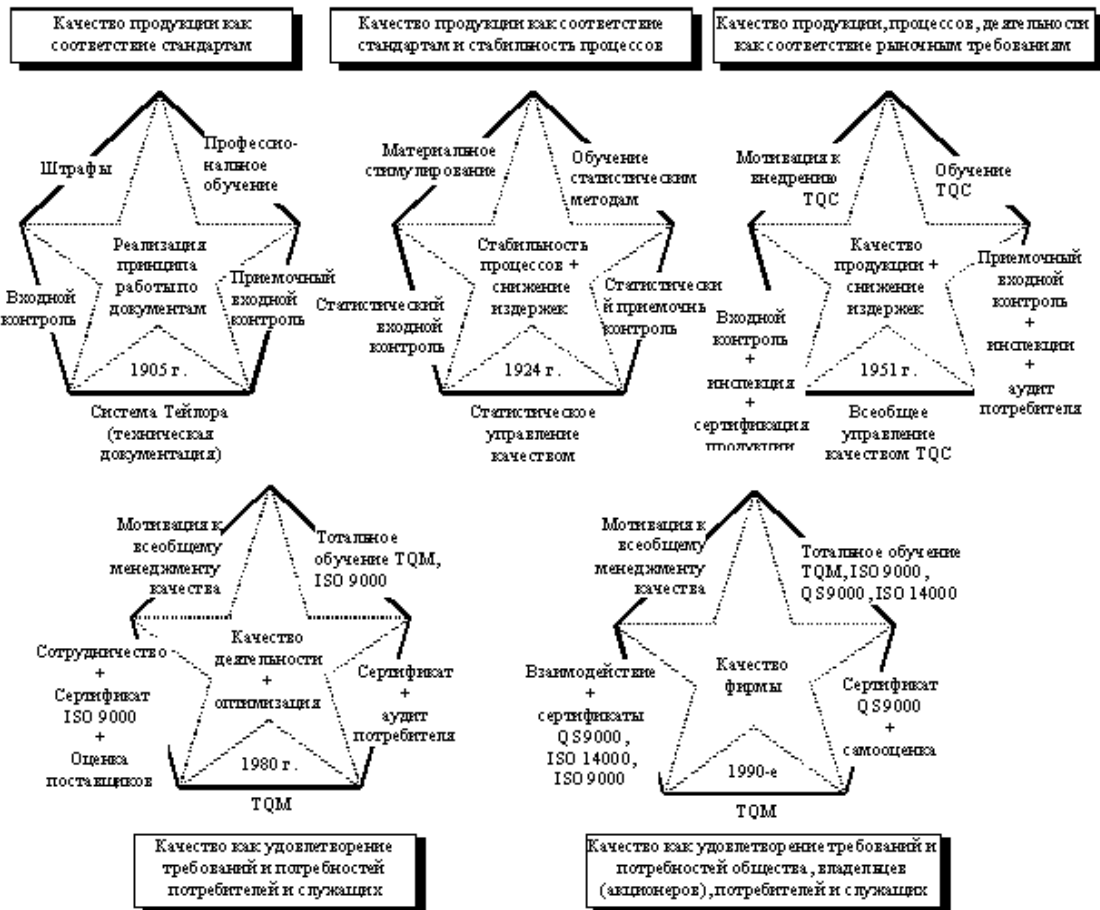 Качество продукции как
соответствие стандартам
Качество продукции как соответствие
стандартам и стабильность процессов
Качество продукции, процессов, деятельности
как соответствие рыночным требованиям
Штрафы
Профессио-
нальное
обучение
Реализация
принципа
работы по
документам
Входной
контроль
Приемочный
входной
контроль
1905 г.
Система Тейлора
(техническая
документация)
Материальное
стимулирование
Обучение
статистическим
методам
Стабильность
процессов +
снижение
издержек
Статистический
входной
контроль
Статистически
й приемочнь
контроль
1924 г.
Статистическое
управление
качеством
Мотивация к
внедрению
TQC
Обучение
TQC
Качество
продукции +
снижение
издержек
Входной
контроль
+
инспекция
+
сертификация
продукции
Приемочный
входной
контроль
+
инспекции
+
аудит
потребителя
1951 г.
Всеобщее
управление
качеством TQC
Мотивация к
всеобщему
менеджменту
качества
Тотальное
обучение TQM,
ISO 9000
Качество
деятельности
+
оптимизация
Сотрудничество
+
Сертификат
ISO 9000
+
Оценка
поставщиков
Сертификат
+
аудит
потребителя
1980 г.
TQM
Качество как удовлетворение
требований и потребностей
потребителей и служащих
Мотивация к
всеобщему
менеджменту
качества
Тотальное обучение
TQM, ISO 9000,
QS9000, ISO 14000
Качество
фирмы
Взаимодействие
+
сертификаты
QS9000,
ISO 14000,
ISO 9000
Сертификат
QS9000
+
самооценка
1990-е
TQM
Качество как удовлетворение требований и
потребностей общества, владельцев
(акционеров), потребителей и служащих